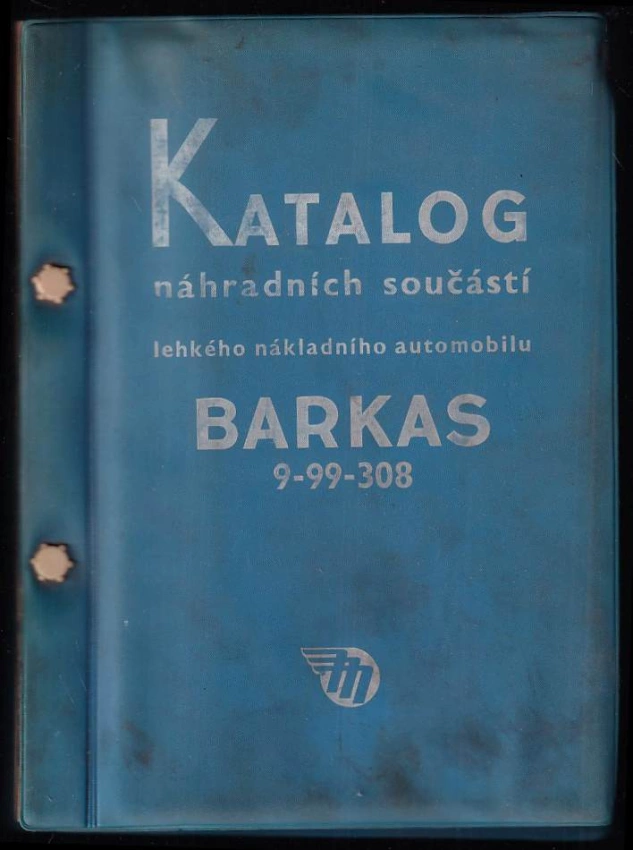 KATALOG
náhradních součástí
lehkého nákladního automobilu
BARKAS
9-99-308
m